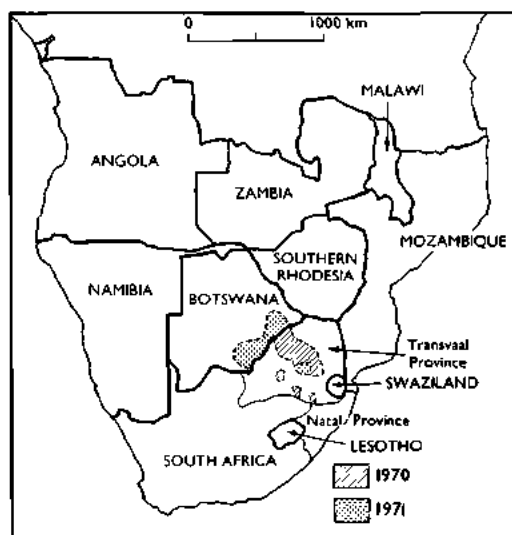 0 1000 km
MALAWI
ANGOLA
ZAMBIA
MOZAMBIQUE
SOUTHERN
RHODESIA
NAMIBIA
BOTSWANA
Transvaal
Province
SWAZILAND
Natal Province
LESOTHO
SOUTH AFRICA
1970
1971